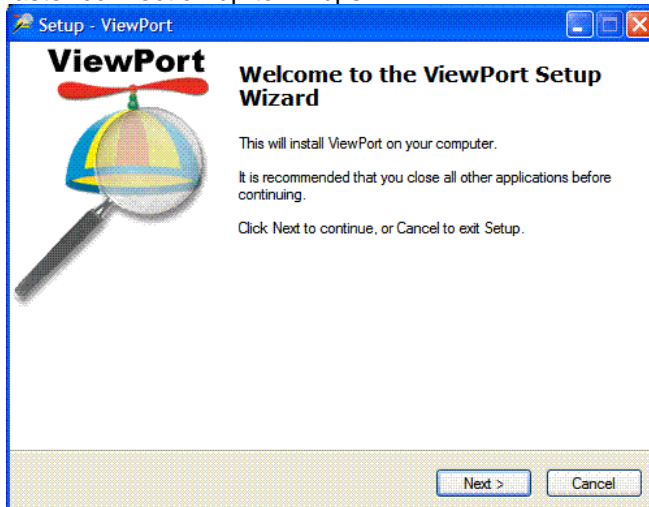 Setup - ViewPort
ViewPort
Welcome to the ViewPort Setup
Wizard
This will install ViewPort on your computer.
It is recommended that you close all other applications before
continuing.
Click Next to continue, or Cancel to exit Setup.
Next >
Cancel